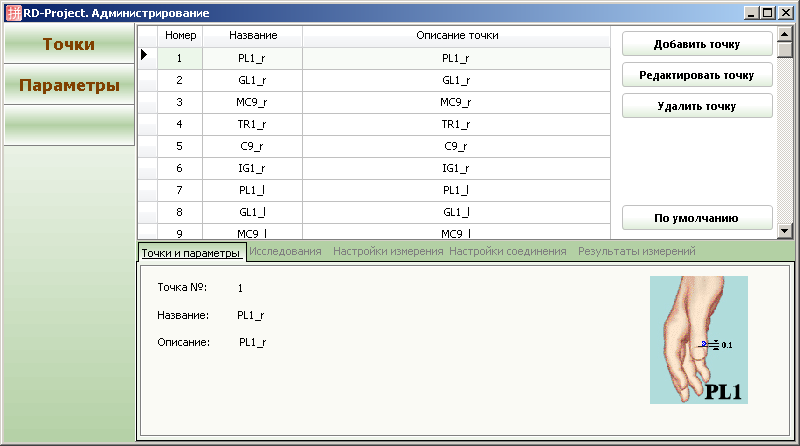 RD-Project. Администрирование
Точки
Параметры
Номер Название Описание точки
1 PL1_r PL1_r
2 GL1_r GL1_r
3 MC9_r MC9_r
4 TR1_r TR1_r
5 C9_r C9_r
6 IG1_r IG1_r
7 PL1_l PL1_l
8 GL1_l GL1_l
9 MC9_l MC9_l
Добавить точку
Редактировать точку
Удалить точку
По умолчанию
Точки и параметры Исследования Настройки измерения Настройки соединения Результаты измерений
Точка №: 1
Название: PL1_r
Описание: PL1_r
0.1
PL1